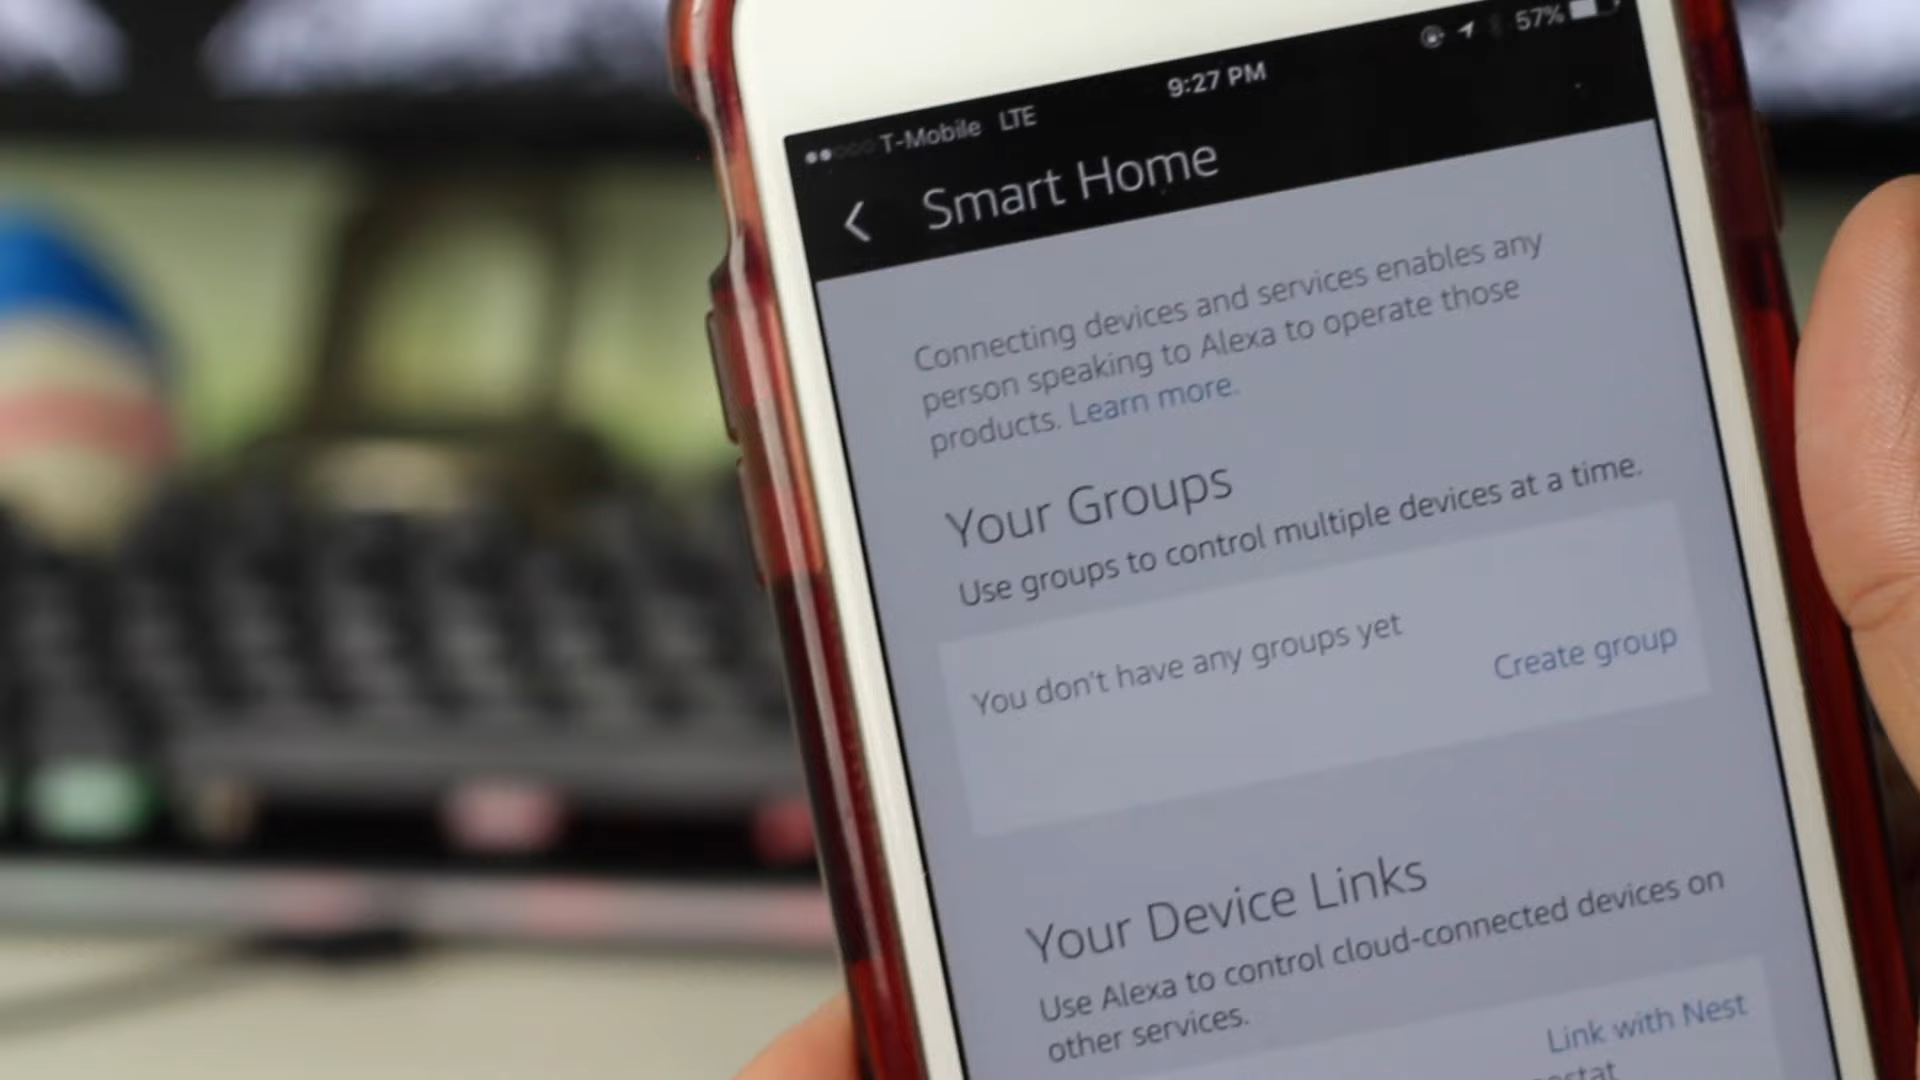 T-Mobile LTE 9:27 PM 57%
Smart Home
Connecting devices and services enables any
person speaking to Alexa to operate those
products. Learn more.
Your Groups
Use groups to control multiple devices at a time.
You don't have any groups yet
Create group
Your Device Links
Use Alexa to control cloud-connected devices on
other services.
Link with Nest